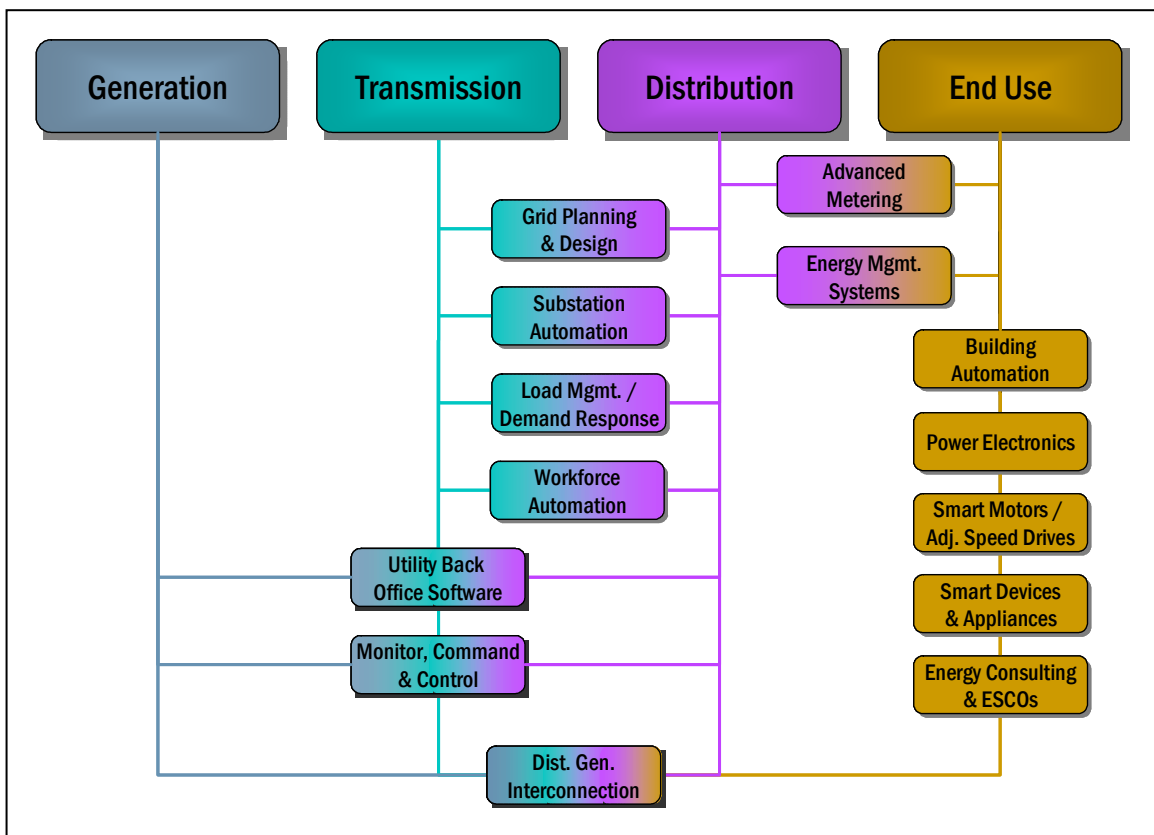 Generation
Transmission
Distribution
End Use
Advanced
Metering
Grid Planning
& Design
Energy Mgmt.
Systems
Substation
Automation
Building
Automation
Load Mgmt. /
Demand Response
Power Electronics
Workforce
Automation
Smart Motors /
Adj. Speed Drives
Utility Back
Office Software
Smart Devices
& Appliances
Monitor, Command
& Control
Energy Consulting
& ESCOs
Dist. Gen.
Interconnection